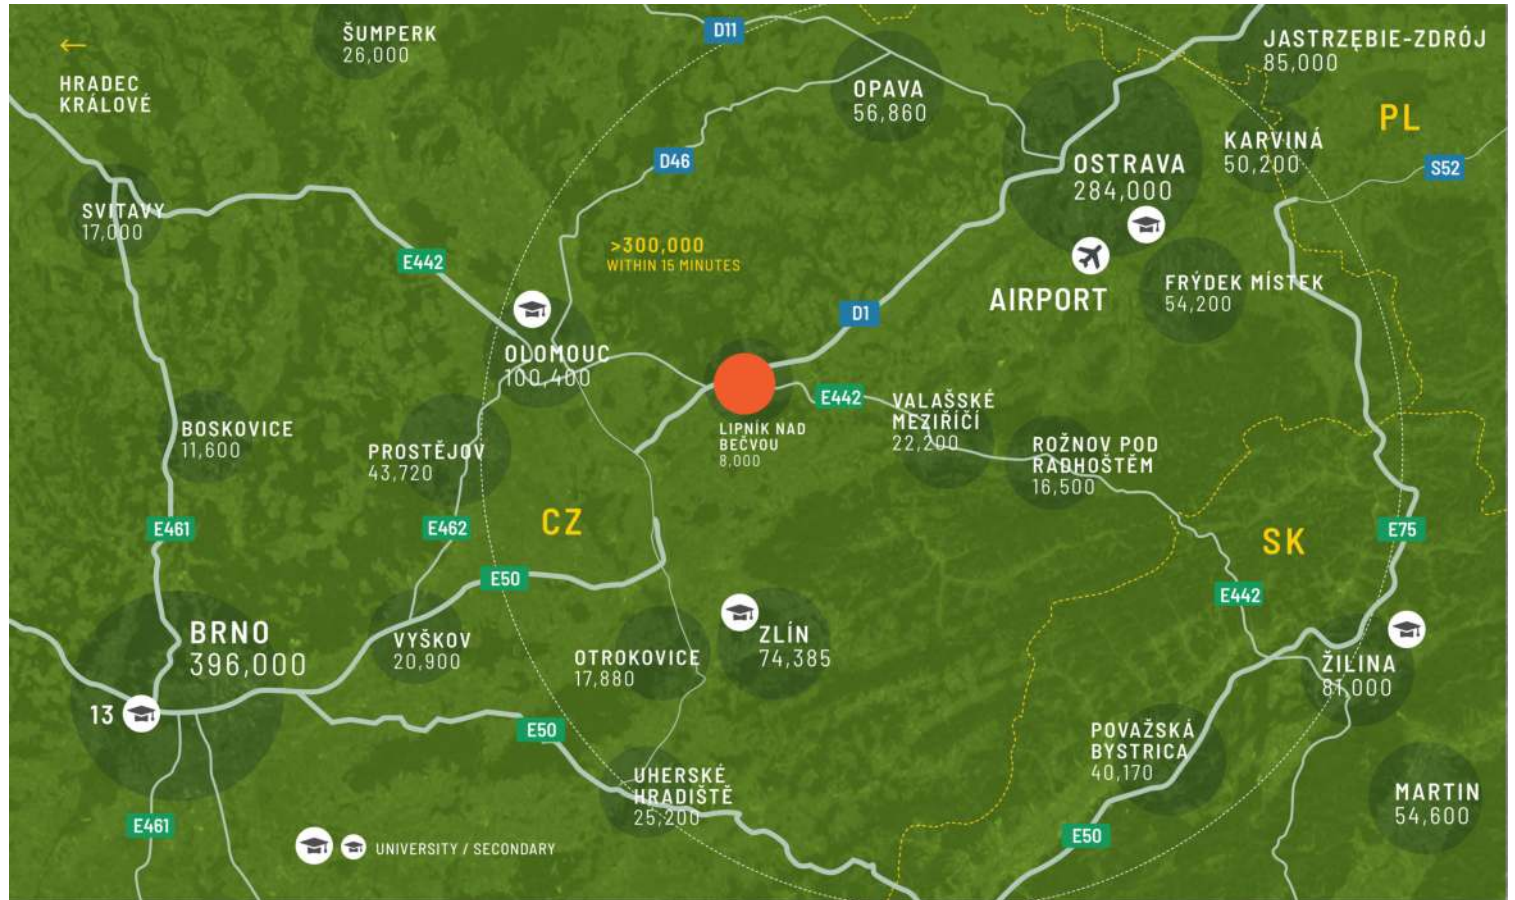 ←
HRADEC
KRÁLOVÉ
ŠUMPERK
26,000
D11
OPAVA
56,860
JASTRZĘBIE-ZDRÓJ
85,000
PL
KARVINÁ
50,200
S52
D46
OSTRAVA
284,000
SVITAVY
17,000
E442
>300,000
WITHIN 15 MINUTES
AIRPORT
FRÝDEK MÍSTEK
54,200
D1
OLOMOUC
100,400
E442
LIPNÍK NAD
BEČVOU
8,000
VALAŠSKÉ
MEZIŘÍČÍ
22,200
ROŽNOV POD
RADHOŠTĚM
16,500
BOSKOVICE
11,600
PROSTĚJOV
43,720
E461
E462
CZ
SK
E75
E50
E442
BRNO
396,000
VYŠKOV
20,900
OTROKOVICE
17,880
ZLÍN
74,385
ŽILINA
81,000
13
E50
POVAŽSKÁ
BYSTRICA
40,170
UHERSKÉ
HRADIŠTĚ
25,200
MARTIN
54,600
E461
E50
UNIVERSITY / SECONDARY